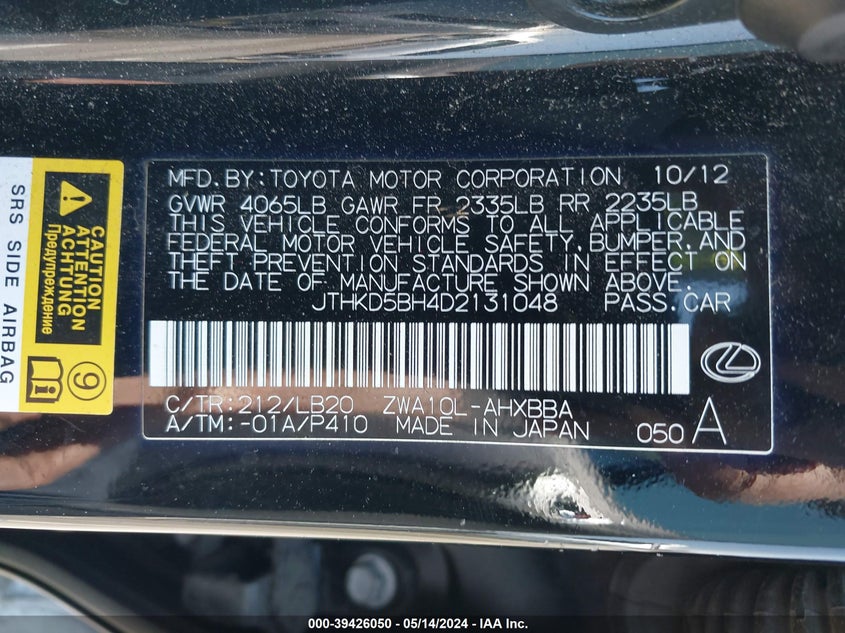 MFD. BY: TOYOTA MOTOR CORPORATION 10/12
GVWR 4065LB GAWR FR 2335LB RR 2235LB
THIS VEHICLE CONFORMS TO ALL APPLICABLE
FEDERAL MOTOR VEHICLE SAFETY, BUMPER, AND
THEFT PREVENTION STANDARDS IN EFFECT ON
THE DATE OF MANUFACTURE SHOWN ABOVE.
JTHKD5BH4D2131048 PASS.CAR
C/TR: 212/LB20 ZWA10L-AHXBBA
A/TM: -01A/P410 MADE IN JAPAN 050 A
SRS SIDE AIRBAG
CAUTION
ATTENTION
ACHTUNG
Предупреждение
9
000-39426050 - 05/14/2024 - IAA Inc.